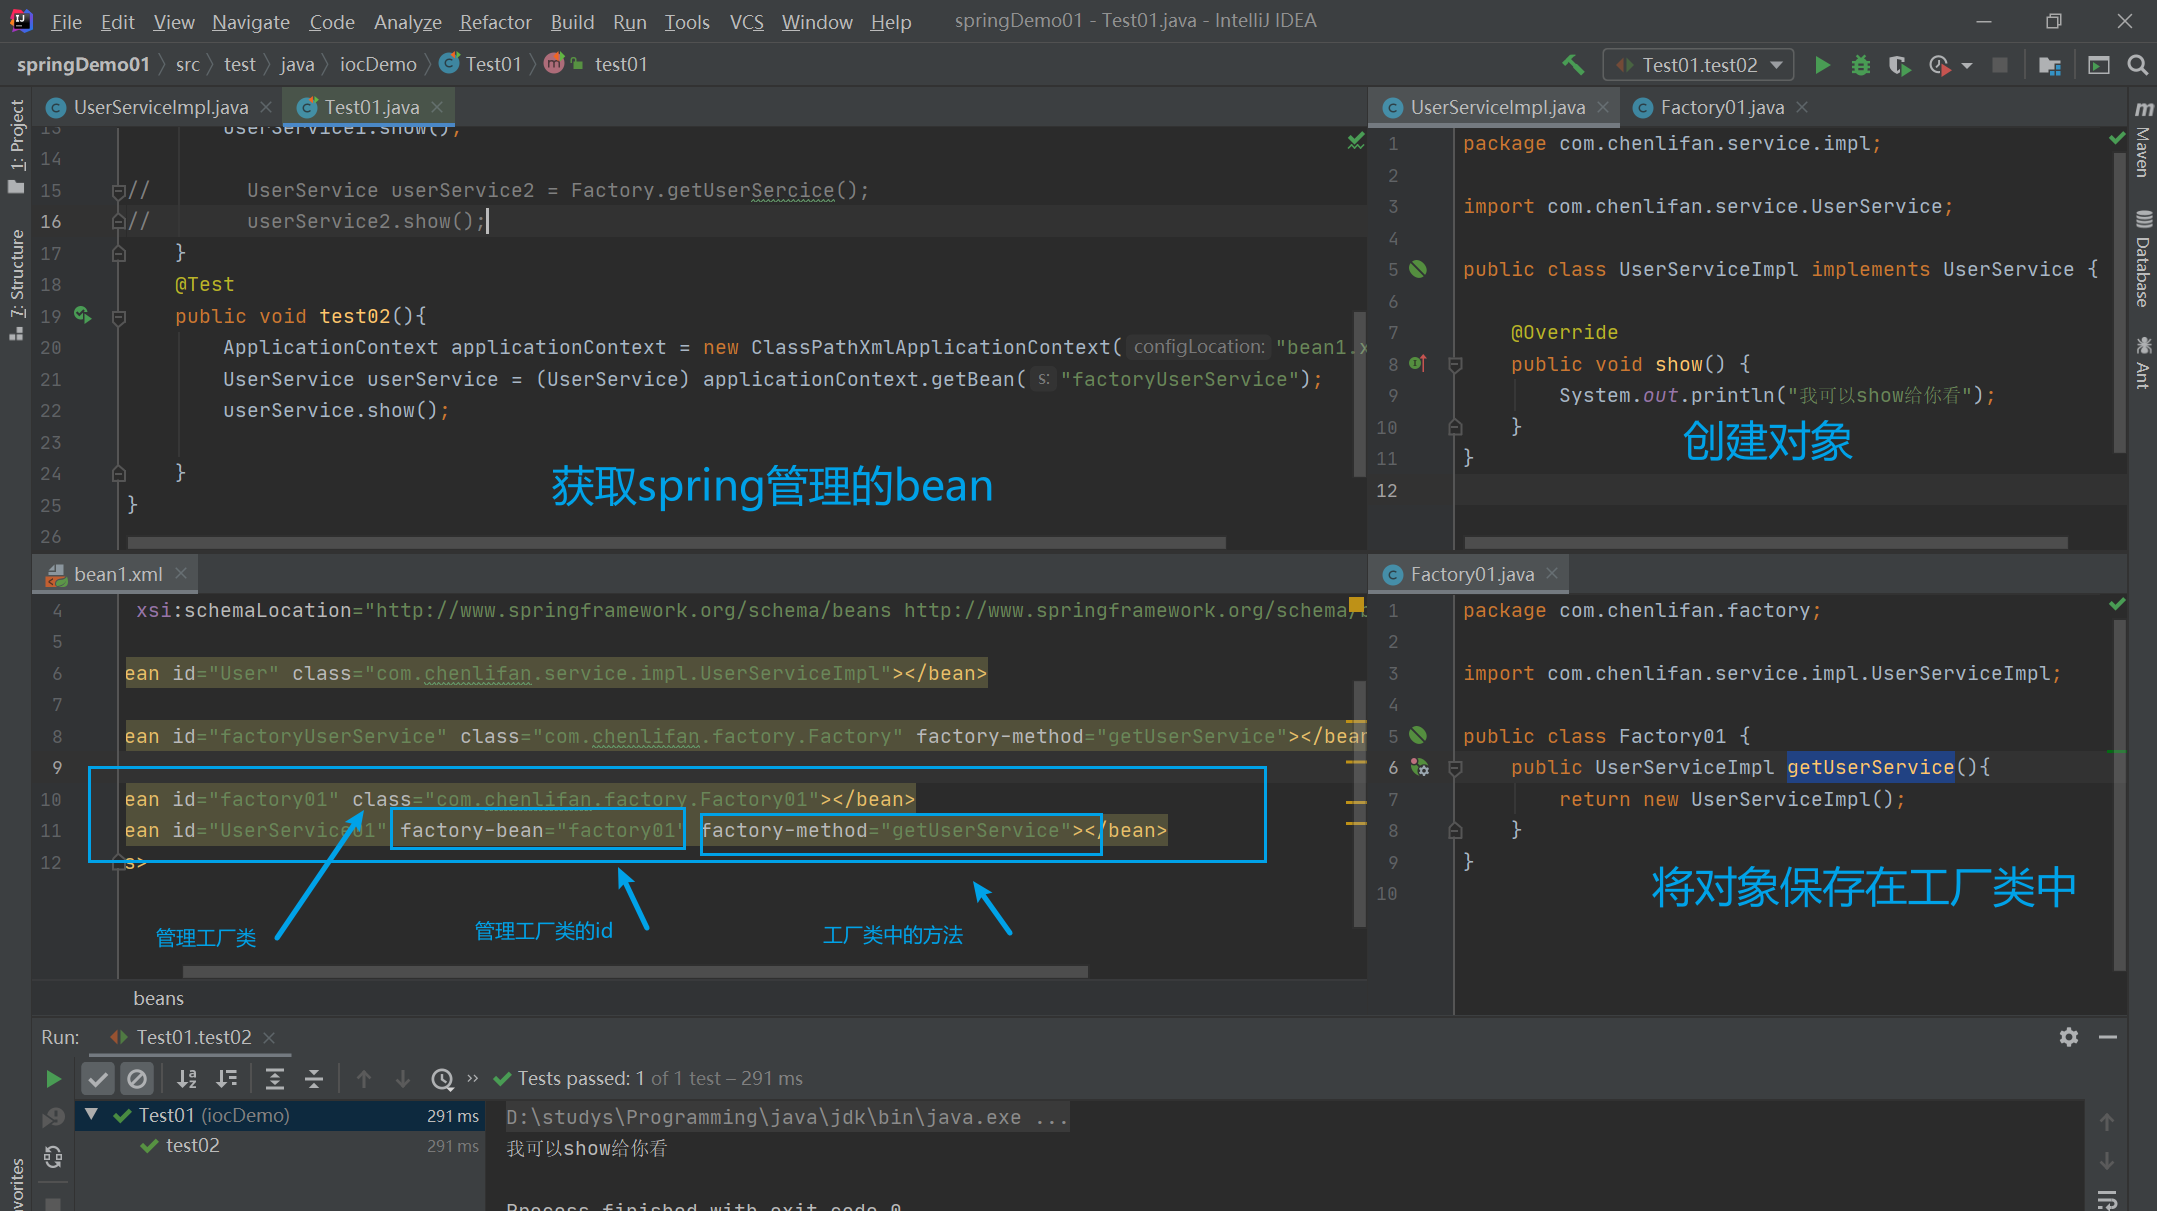 File Edit View Navigate Code Analyze Refactor Build Run Tools VCS Window Help springDemo01 - Test01.java - IntelliJ IDEA
springDemo01 src test java iocDemo Test01 test01 Test01.test02
1: Project
7: Structure
UserServiceImpl.java Test01.java
13 userService1.show();
14
15 // UserService userService2 = Factory.getUserSercice();
16 // userService2.show();
17 }
18 @Test
19 public void test02(){
20 ApplicationContext applicationContext = new ClassPathXmlApplicationContext( configLocation: "bean1.x
21 UserService userService = (UserService) applicationContext.getBean( s: "factoryUserService");
22 userService.show();
23
24 }
25 }
26
获取spring管理的bean
UserServiceImpl.java Factory01.java
1 package com.chenlifan.service.impl;
2
3 import com.chenlifan.service.UserService;
4
5 public class UserServiceImpl implements UserService {
6
7 @Override
8 public void show() {
9 System.out.println("我可以show给你看");
10 }
11 }
12
创建对象
Maven
Database
Ant
bean1.xml
4 xsi:schemaLocation="http://www.springframework.org/schema/beans http://www.springframework.org/schema/b
5
6 ean id="User" class="com.chenlifan.service.impl.UserServiceImpl"></bean>
7
8 ean id="factoryUserService" class="com.chenlifan.factory.Factory" factory-method="getUserService"></bean
9
10 ean id="factory01" class="com.chenlifan.factory.Factory01"></bean>
11 ean id="UserService01" factory-bean="factory01" factory-method="getUserService"></bean>
12 s>
管理工厂类
管理工厂类的id
工厂类中的方法
beans
Factory01.java
1 package com.chenlifan.factory;
2
3 import com.chenlifan.service.impl.UserServiceImpl;
4
5 public class Factory01 {
6 public UserServiceImpl getUserService(){
7 return new UserServiceImpl();
8 }
9 }
10
将对象保存在工厂类中
Run: Test01.test02
Tests passed: 1 of 1 test – 291 ms
Test01 (iocDemo) 291 ms
test02 291 ms
D:\studys\Programming\java\jdk\bin\java.exe ...
我可以show给你看
Process finished with exit code 0
vorites